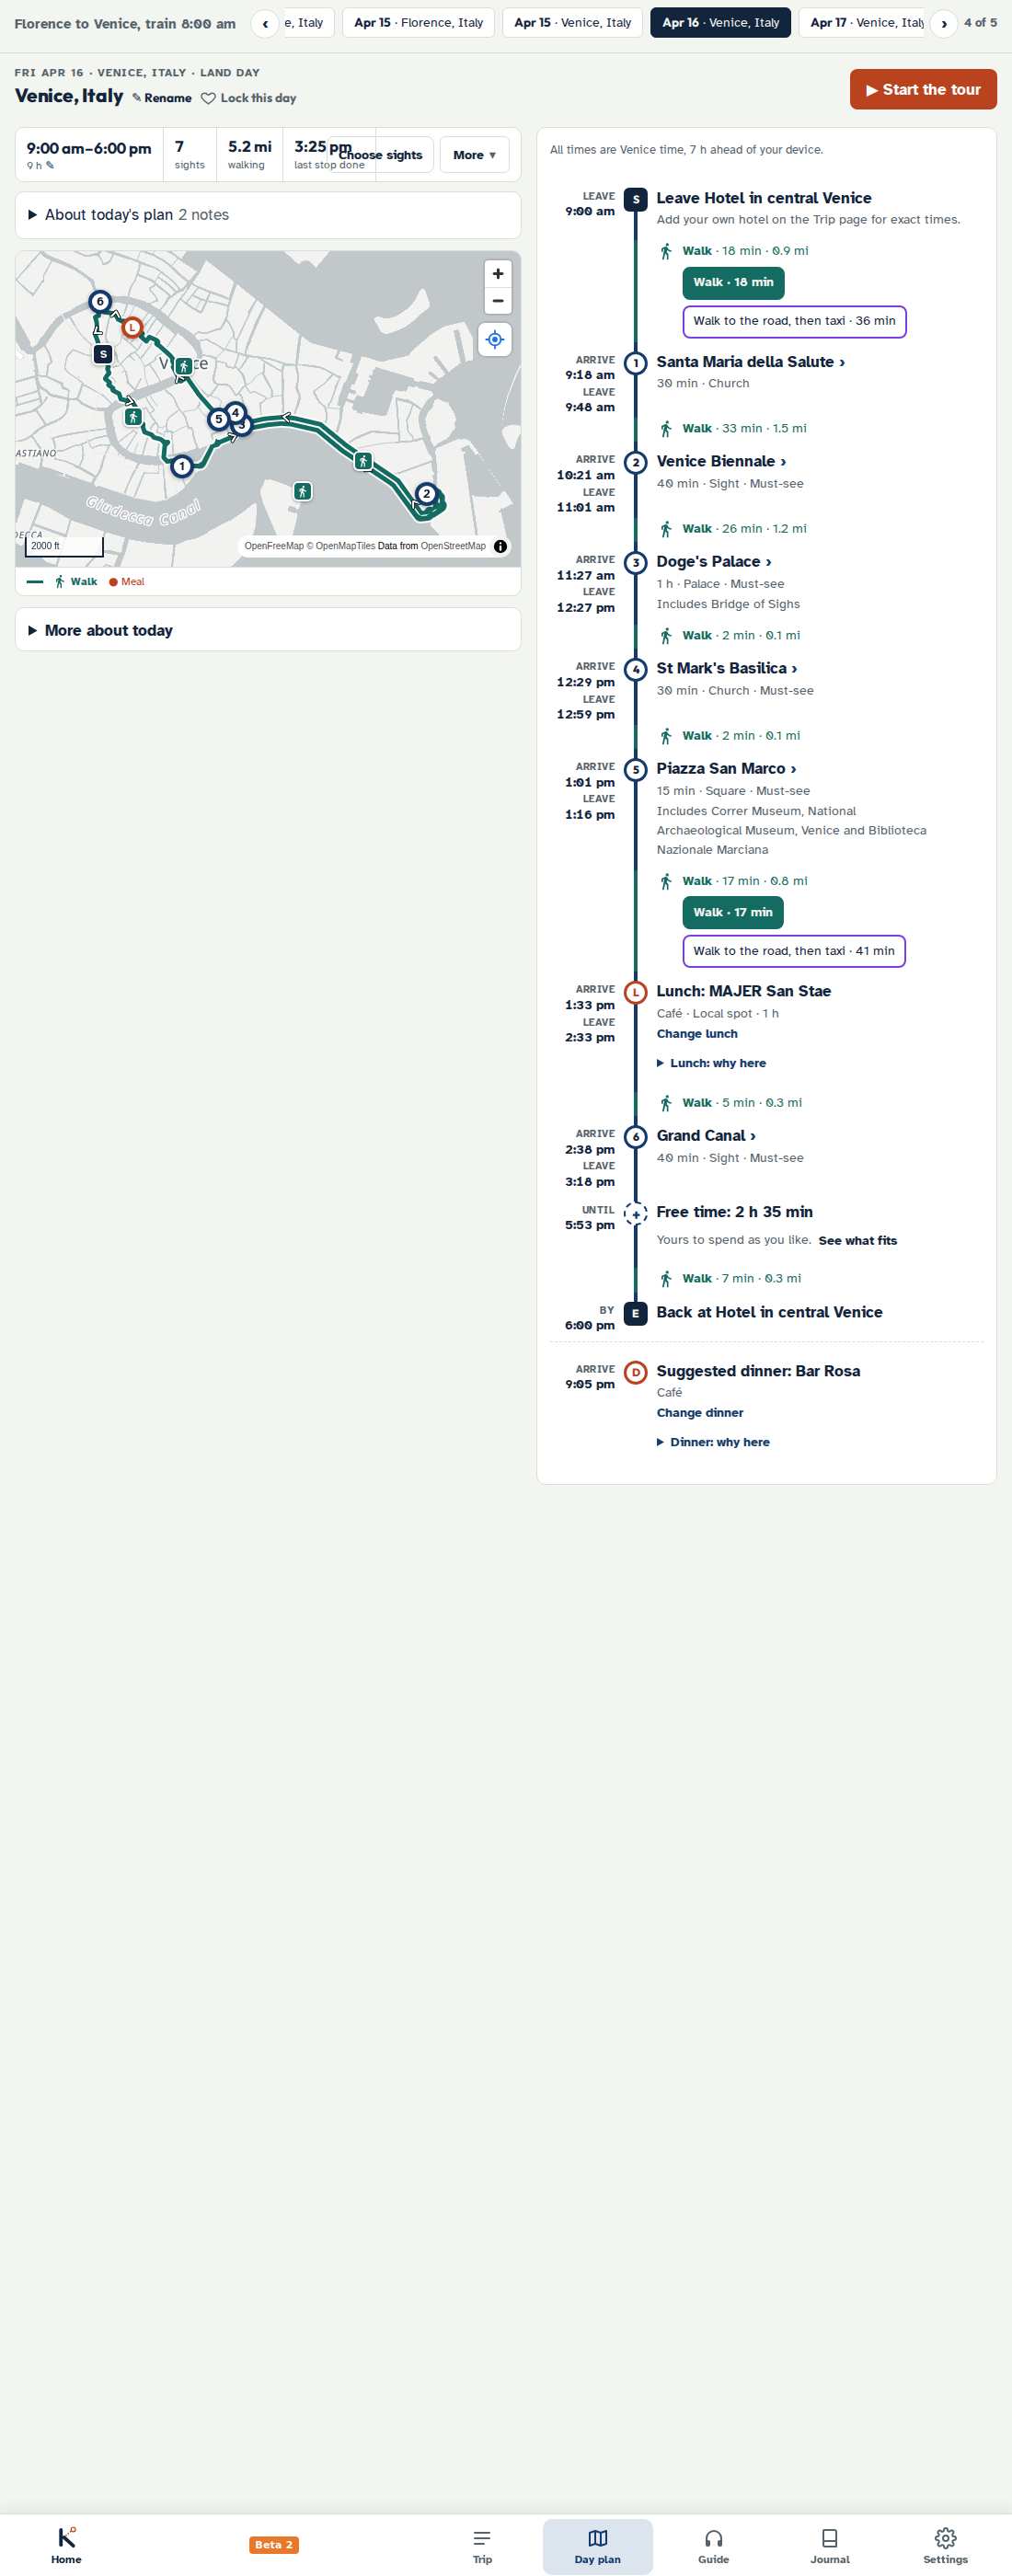 Florence to Venice, train 8:00 am
‹
e, Italy
Apr 15 · Florence, Italy
Apr 15 · Venice, Italy
Apr 16 · Venice, Italy
Apr 17 · Venice, Italy
›
4 of 5
FRI APR 16 · VENICE, ITALY · LAND DAY
Venice, Italy ✎ Rename ♡ Lock this day
▶ Start the tour
9:00 am–6:00 pm
9 h ✎
7
sights
5.2 mi
walking
3:25 pm
last stop done
Choose sights
More ▾
▶ About today's plan 2 notes
6
L
S
5
4
3
1
2
ASTIANO
Giudecca Canal
DECCA
2000 ft
OpenFreeMap © OpenMapTiles Data from OpenStreetMap
Walk
Meal
▶ More about today
All times are Venice time, 7 h ahead of your device.
LEAVE
9:00 am
S
Leave Hotel in central Venice
Add your own hotel on the Trip page for exact times.
Walk · 18 min · 0.9 mi
Walk · 18 min
Walk to the road, then taxi · 36 min
ARRIVE
9:18 am
LEAVE
9:48 am
1
Santa Maria della Salute ›
30 min · Church
Walk · 33 min · 1.5 mi
ARRIVE
10:21 am
LEAVE
11:01 am
2
Venice Biennale ›
40 min · Sight · Must-see
Walk · 26 min · 1.2 mi
ARRIVE
11:27 am
LEAVE
12:27 pm
3
Doge's Palace ›
1 h · Palace · Must-see
Includes Bridge of Sighs
Walk · 2 min · 0.1 mi
ARRIVE
12:29 pm
LEAVE
12:59 pm
4
St Mark's Basilica ›
30 min · Church · Must-see
Walk · 2 min · 0.1 mi
ARRIVE
1:01 pm
LEAVE
1:16 pm
5
Piazza San Marco ›
15 min · Square · Must-see
Includes Correr Museum, National
Archaeological Museum, Venice and Biblioteca
Nazionale Marciana
Walk · 17 min · 0.8 mi
Walk · 17 min
Walk to the road, then taxi · 41 min
ARRIVE
1:33 pm
LEAVE
2:33 pm
L
Lunch: MAJER San Stae
Café · Local spot · 1 h
Change lunch
▶ Lunch: why here
Walk · 5 min · 0.3 mi
ARRIVE
2:38 pm
LEAVE
3:18 pm
6
Grand Canal ›
40 min · Sight · Must-see
UNTIL
5:53 pm
+
Free time: 2 h 35 min
Yours to spend as you like. See what fits
Walk · 7 min · 0.3 mi
BY
6:00 pm
E
Back at Hotel in central Venice
ARRIVE
9:05 pm
D
Suggested dinner: Bar Rosa
Café
Change dinner
▶ Dinner: why here
Home
Beta 2
Trip
Day plan
Guide
Journal
Settings